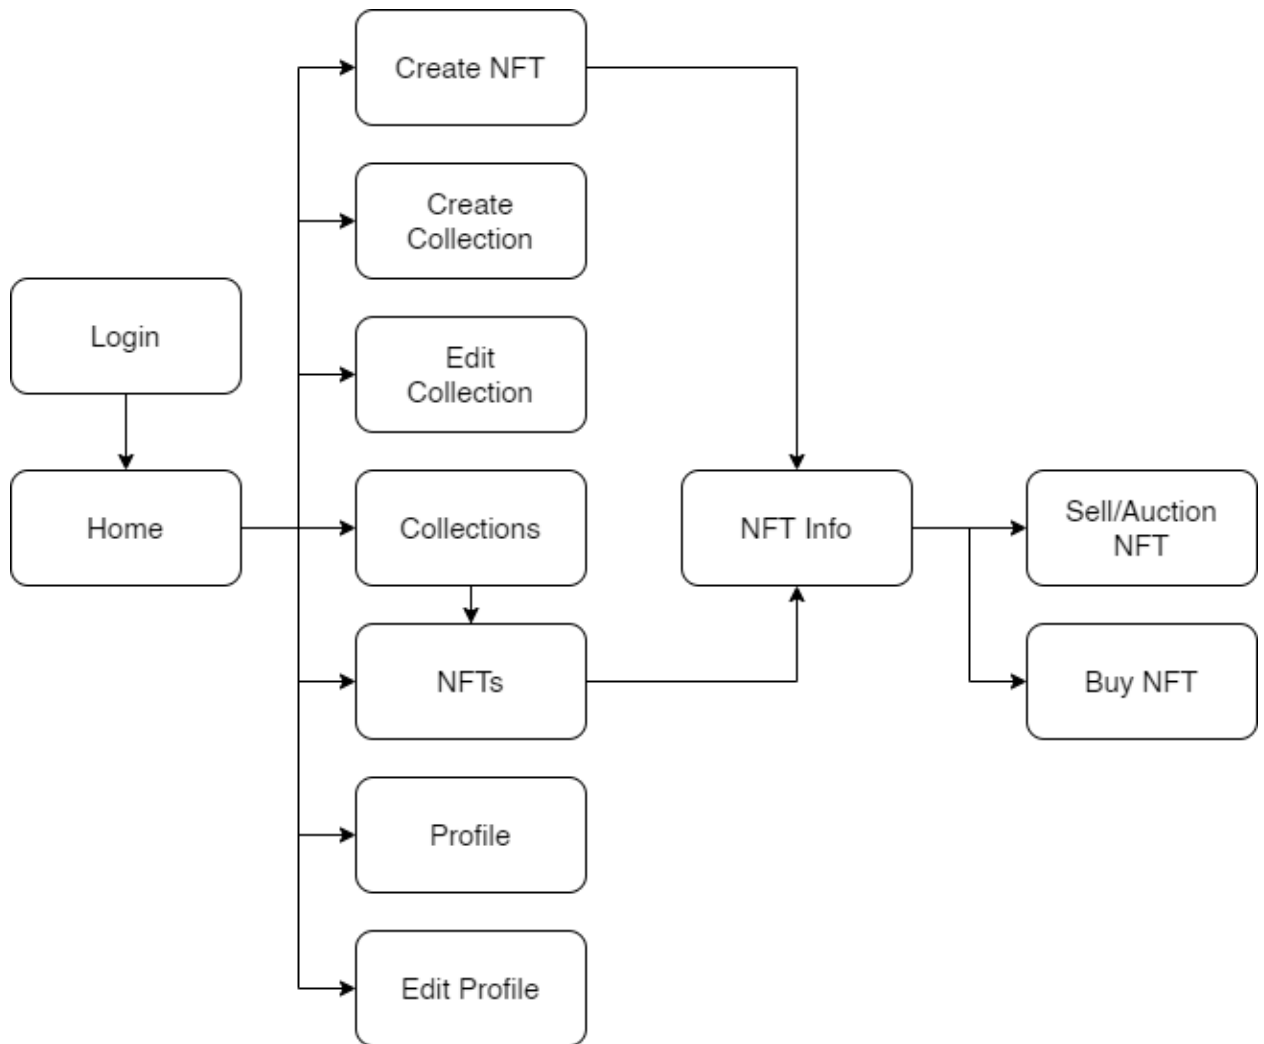 Create NFT
Create
Collection
Login
Edit
Collection
Home
Collections
NFT Info
Sell/Auction
NFT
NFTs
Buy NFT
Profile
Edit Profile